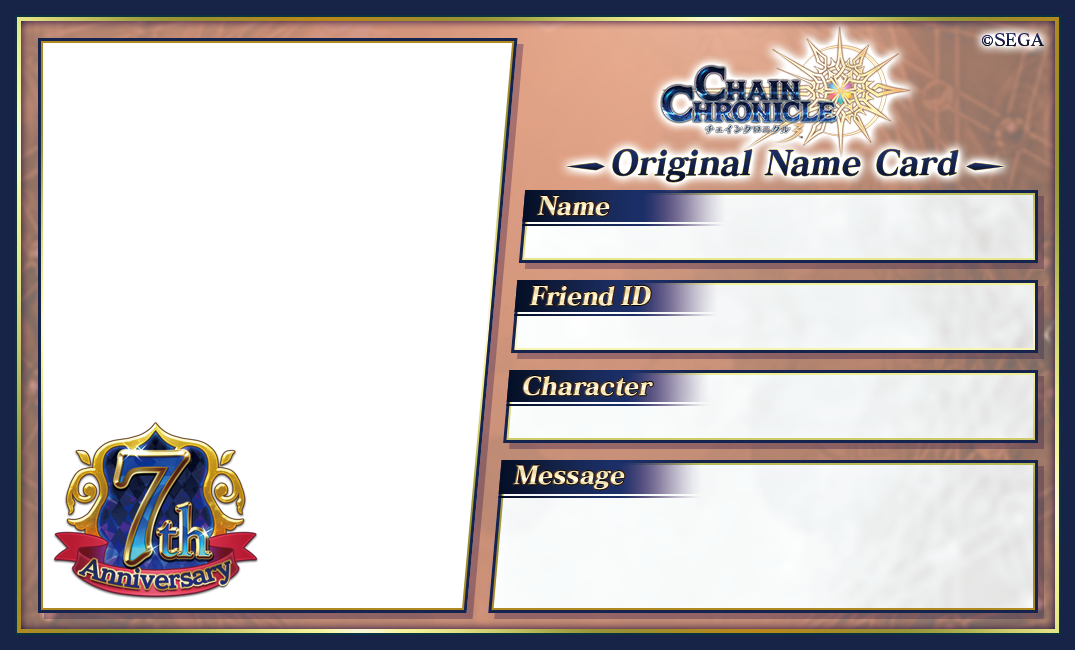 ©SEGA
CHAIN
CHRONICLE
チェインクロニクル
Original Name Card
Name
Friend ID
Character
Message
7th
Anniversary